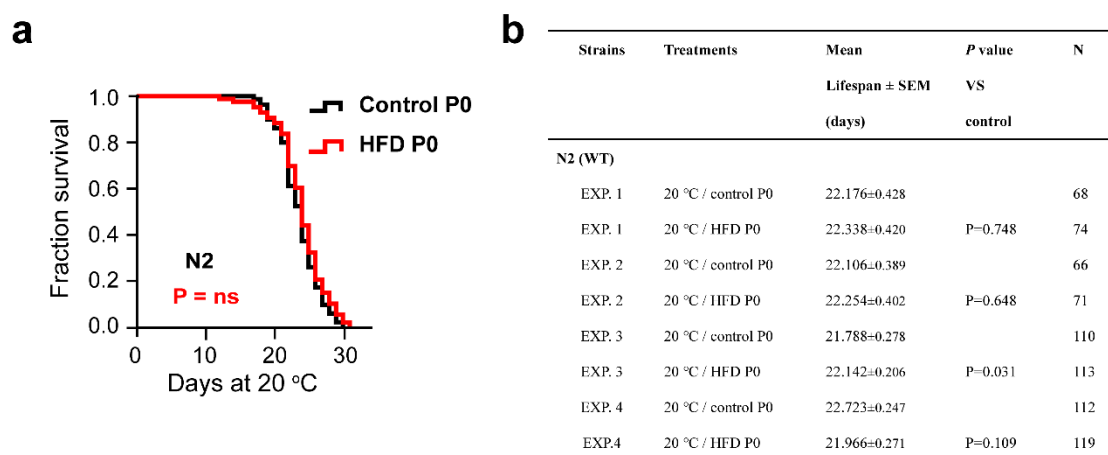 a
Control P0
HFD P0
1.0
0.8
0.6
0.4
0.2
0.0
Fraction survival
N2
P = ns
0 10 20 30
Days at 20 °C
b
Strains Treatments Mean Lifespan ± SEM (days) P value VS control N
N2 (WT)
EXP. 1 20 °C / control P0 22.176±0.428 68
EXP. 1 20 °C / HFD P0 22.338±0.420 P=0.748 74
EXP. 2 20 °C / control P0 22.106±0.389 66
EXP. 2 20 °C / HFD P0 22.254±0.402 P=0.648 71
EXP. 3 20 °C / control P0 21.788±0.278 110
EXP. 3 20 °C / HFD P0 22.142±0.206 P=0.031 113
EXP. 4 20 °C / control P0 22.723±0.247 112
EXP.4 20 °C / HFD P0 21.966±0.271 P=0.109 119